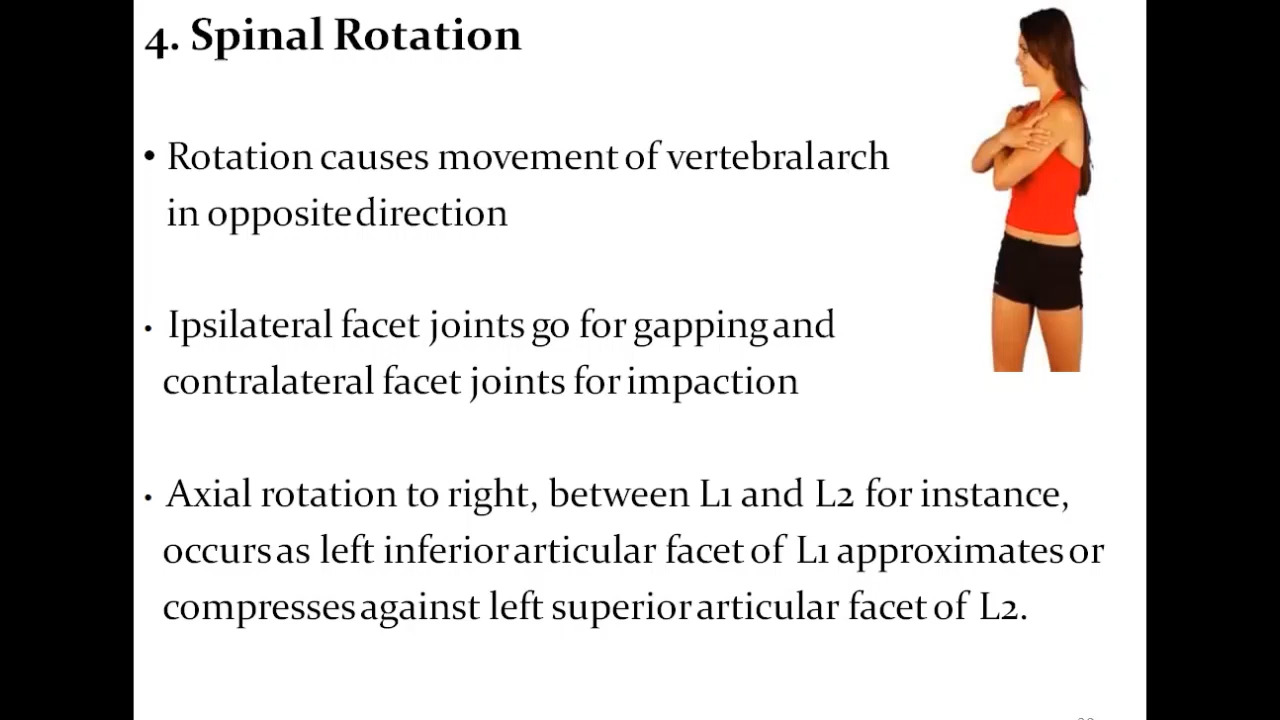 4. Spinal Rotation
• Rotation causes movement of vertebral arch
in opposite direction
• Ipsilateral facet joints go for gapping and
contralateral facet joints for impaction
• Axial rotation to right, between L1 and L2 for instance,
occurs as left inferior articular facet of L1 approximates or
compresses against left superior articular facet of L2.